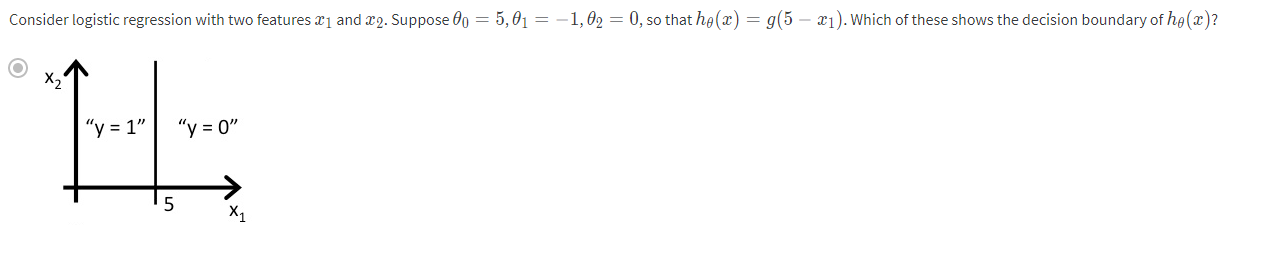 Consider logistic regression with two features x₁ and x₂. Suppose θ₀ = 5, θ₁ = −1, θ₂ = 0, so that hθ(x) = g(5 − x₁). Which of these shows the decision boundary of hθ(x)?
x₂
“y = 1” “y = 0”
5
x₁